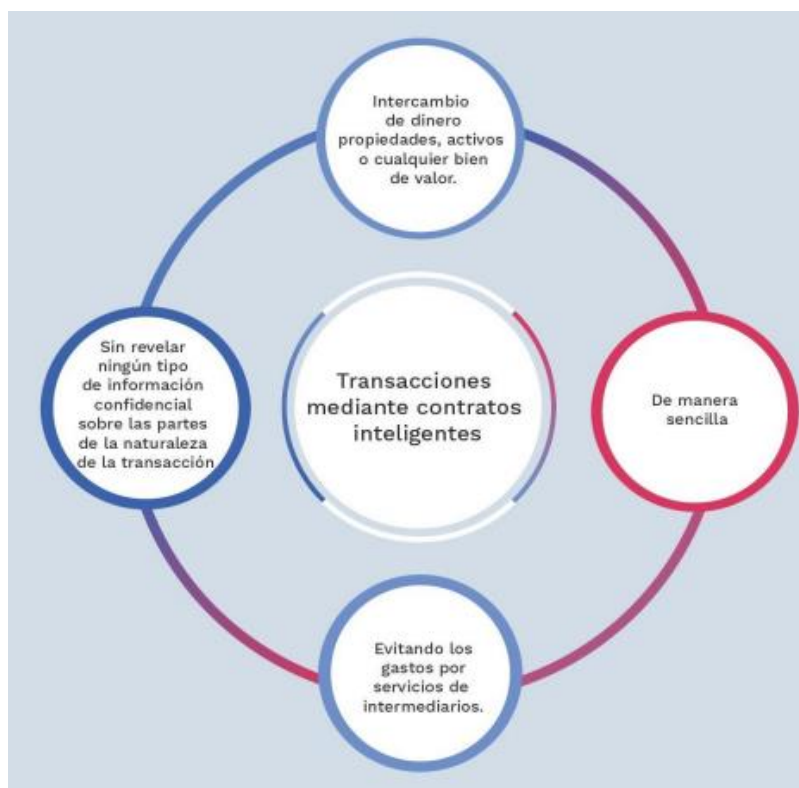 Intercambio
de dinero
propiedades, activos
o cualquier bien
de valor.
Sin revelar
ningún tipo
de información
confidencial
sobre las partes
de la naturaleza
de la transacción
Transacciones
mediante contratos
inteligentes
De manera
sencilla
Evitando los
gastos por
servicios de
intermediarios.